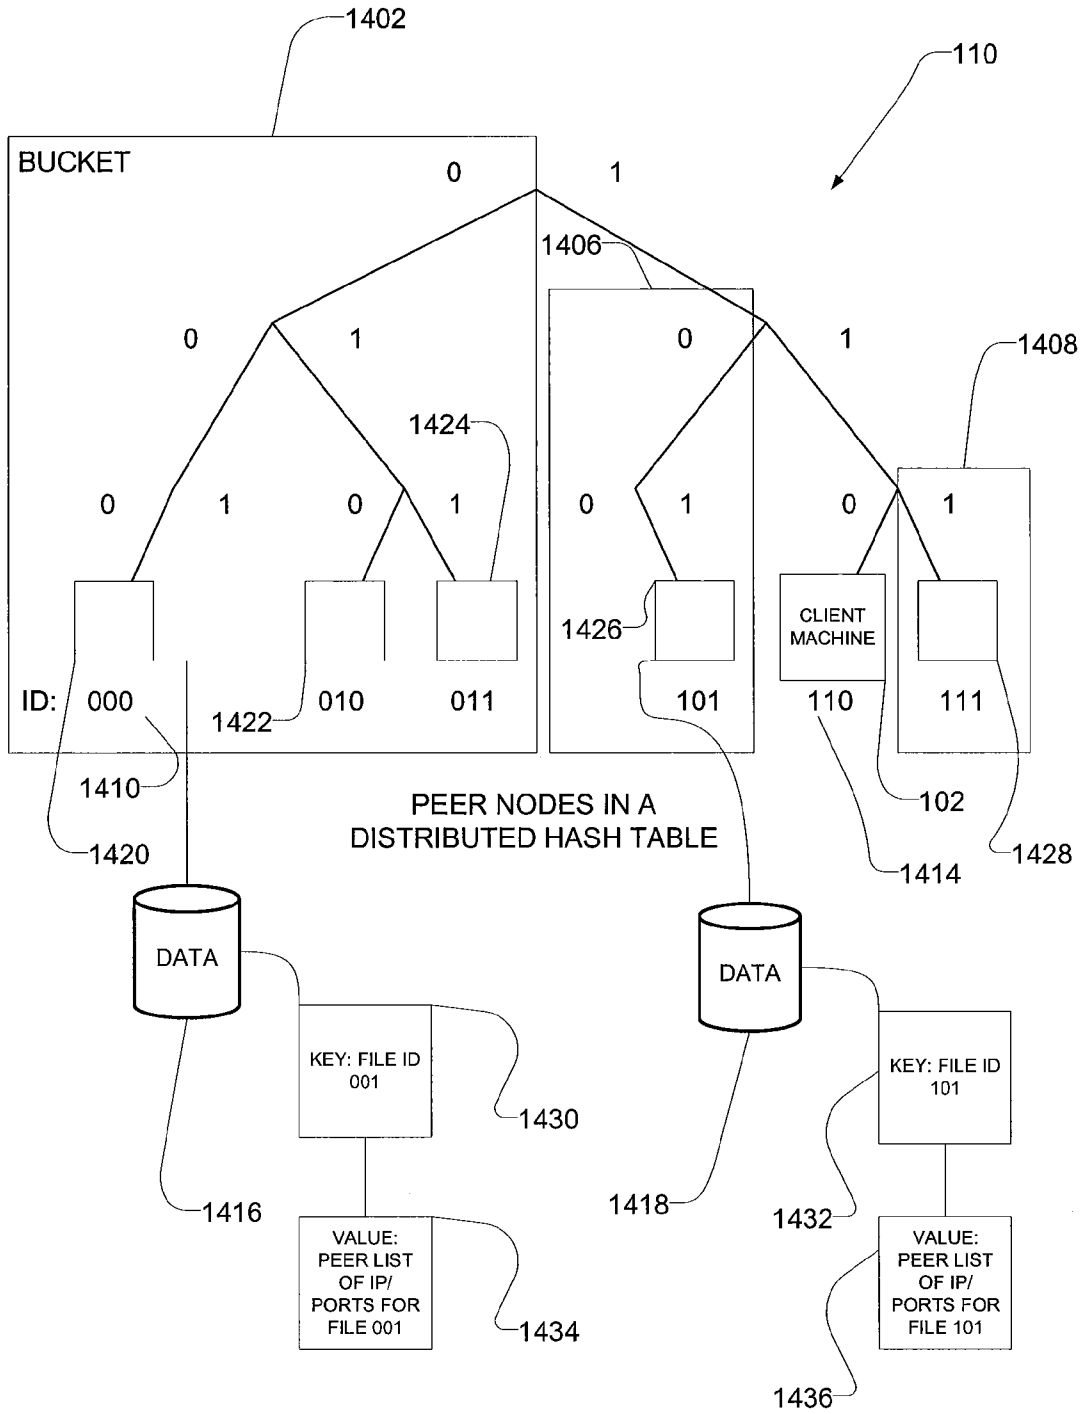 1402
110
BUCKET
0 1
1406
0 1 0 1
1408
1424
0 1 0 1 0 1 0 1
CLIENT
MACHINE
1426
ID: 000 010 011 101 110 111
1422
1410
PEER NODES IN A
DISTRIBUTED HASH TABLE
102
1420
1428
1414
DATA
DATA
KEY: FILE ID
001
KEY: FILE ID
101
1430
1416
1418
1432
VALUE:
PEER LIST
OF IP/
PORTS FOR
FILE 001
VALUE:
PEER LIST
OF IP/
PORTS FOR
FILE 101
1434
1436